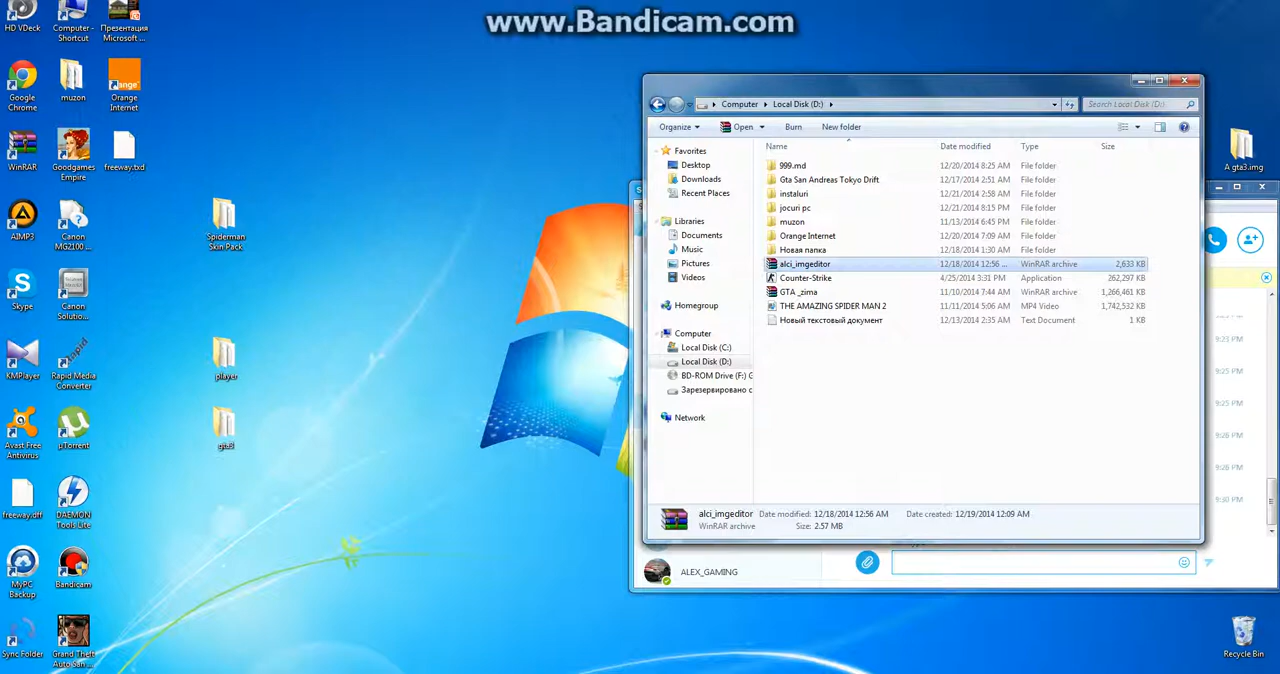 www.Bandicam.com
HD VDeck
Computer - Shortcut
Презентация Microsoft ...
Google Chrome
muzon
Orange Internet
WinRAR
Goodgames Empire
freeway.txd
AIMP3
Canon MG2100 ...
Spiderman Skin Pack
Skype
Canon Solutio...
KMPlayer
Rapid Media Converter
player
Avast Free Antivirus
µTorrent
gta3
freeway.dff
DAEMON Tools Lite
MyPC Backup
Bandicam
Sync Folder
Grand Theft Auto San ...
A gta3.img
Recycle Bin
Computer
Local Disk (D:)
Search Local Disk (D:)
Organize
Open
Burn
New folder
Favorites
Desktop
Downloads
Recent Places
Libraries
Documents
Music
Pictures
Videos
Homegroup
Computer
Local Disk (C:)
Local Disk (D:)
BD-ROM Drive (F:) G
Зарезервировано с
Network
Name Date modified Type Size
999.md 12/20/2014 8:25 AM File folder
Gta San Andreas Tokyo Drift 12/17/2014 2:51 AM File folder
instaluri 12/21/2014 2:58 AM File folder
jocuri pc 12/21/2014 8:15 PM File folder
muzon 11/13/2014 6:45 PM File folder
Orange Internet 12/20/2014 7:09 AM File folder
Новая папка 12/18/2014 1:30 AM File folder
alci_imgeditor 12/18/2014 12:56 ... WinRAR archive 2,633 KB
Counter-Strike 4/25/2014 3:31 PM Application 262,297 KB
GTA _zima 11/10/2014 7:44 AM WinRAR archive 1,266,461 KB
THE AMAZING SPIDER MAN 2 11/11/2014 5:06 AM MP4 Video 1,742,532 KB
Новый текстовый документ 12/13/2014 2:35 AM Text Document 1 KB
alci_imgeditor Date modified: 12/18/2014 12:56 AM Date created: 12/19/2014 12:09 AM
WinRAR archive Size: 2.57 MB
9:23 PM
9:25 PM
9:25 PM
9:26 PM
9:26 PM
9:30 PM
ALEX_GAMING